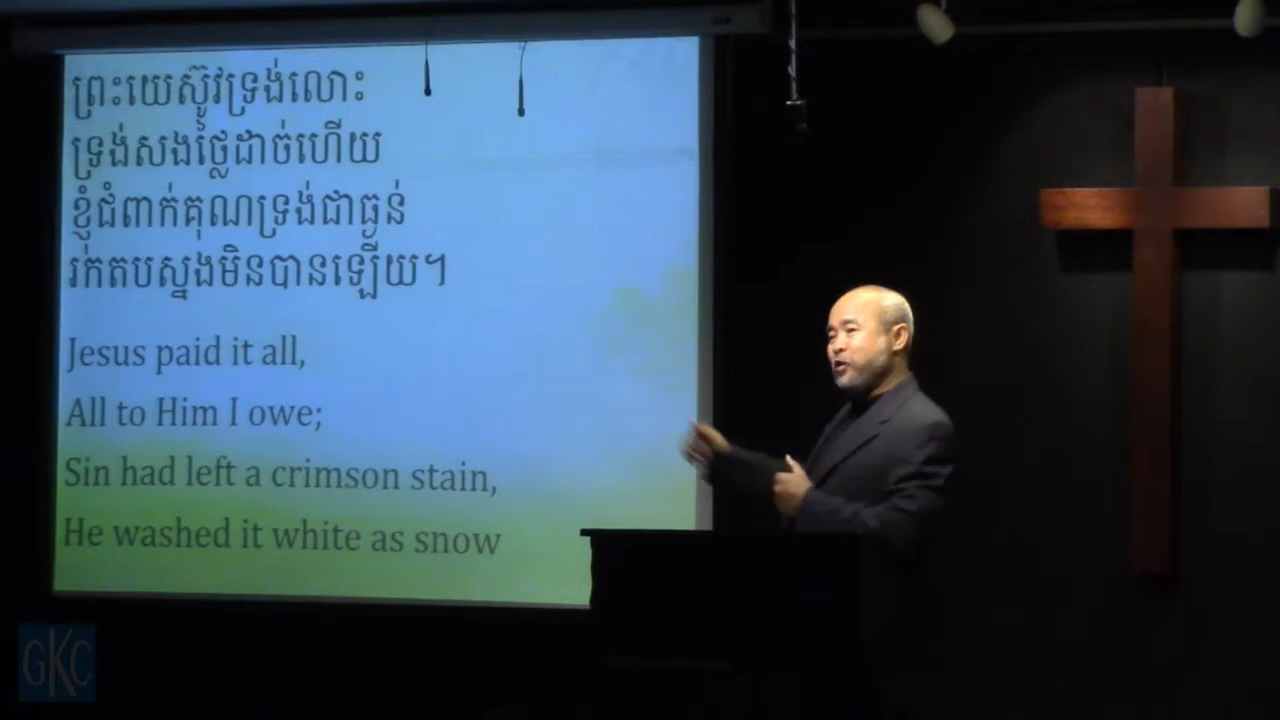 ព្រះយេស៊ូវទ្រង់លោះ
ទ្រង់សងថ្លៃដាច់ហើយ
ខ្ញុំជំពាក់គុណទ្រង់ជាធ្ងន់
រក់តបស្នងមិនបានឡើយ។
Jesus paid it all,
All to Him I owe;
Sin had left a crimson stain,
He washed it white as snow
GKC